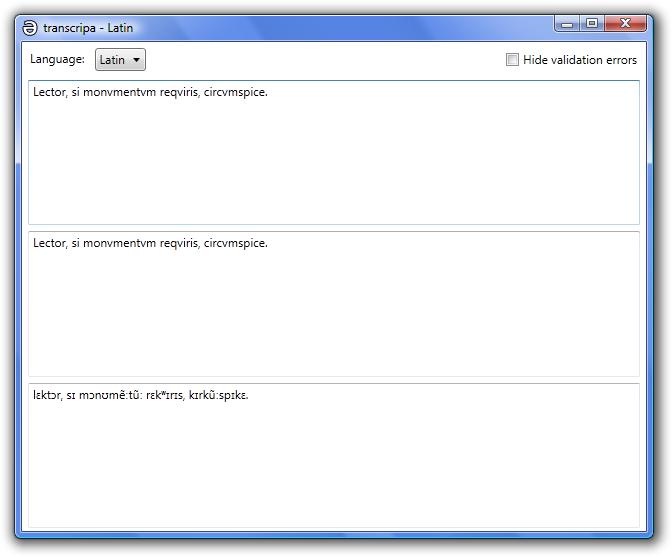 transcripa - Latin
Language: Latin Hide validation errors
Lector, si monvmentvm reqviris, circvmspice.
Lector, si monvmentvm reqviris, circvmspice.
lɛktɔr, sɪ mɔnʊmẽːtũː rɛkʷɪrɪs, kɪrkũːspɪkɛ.